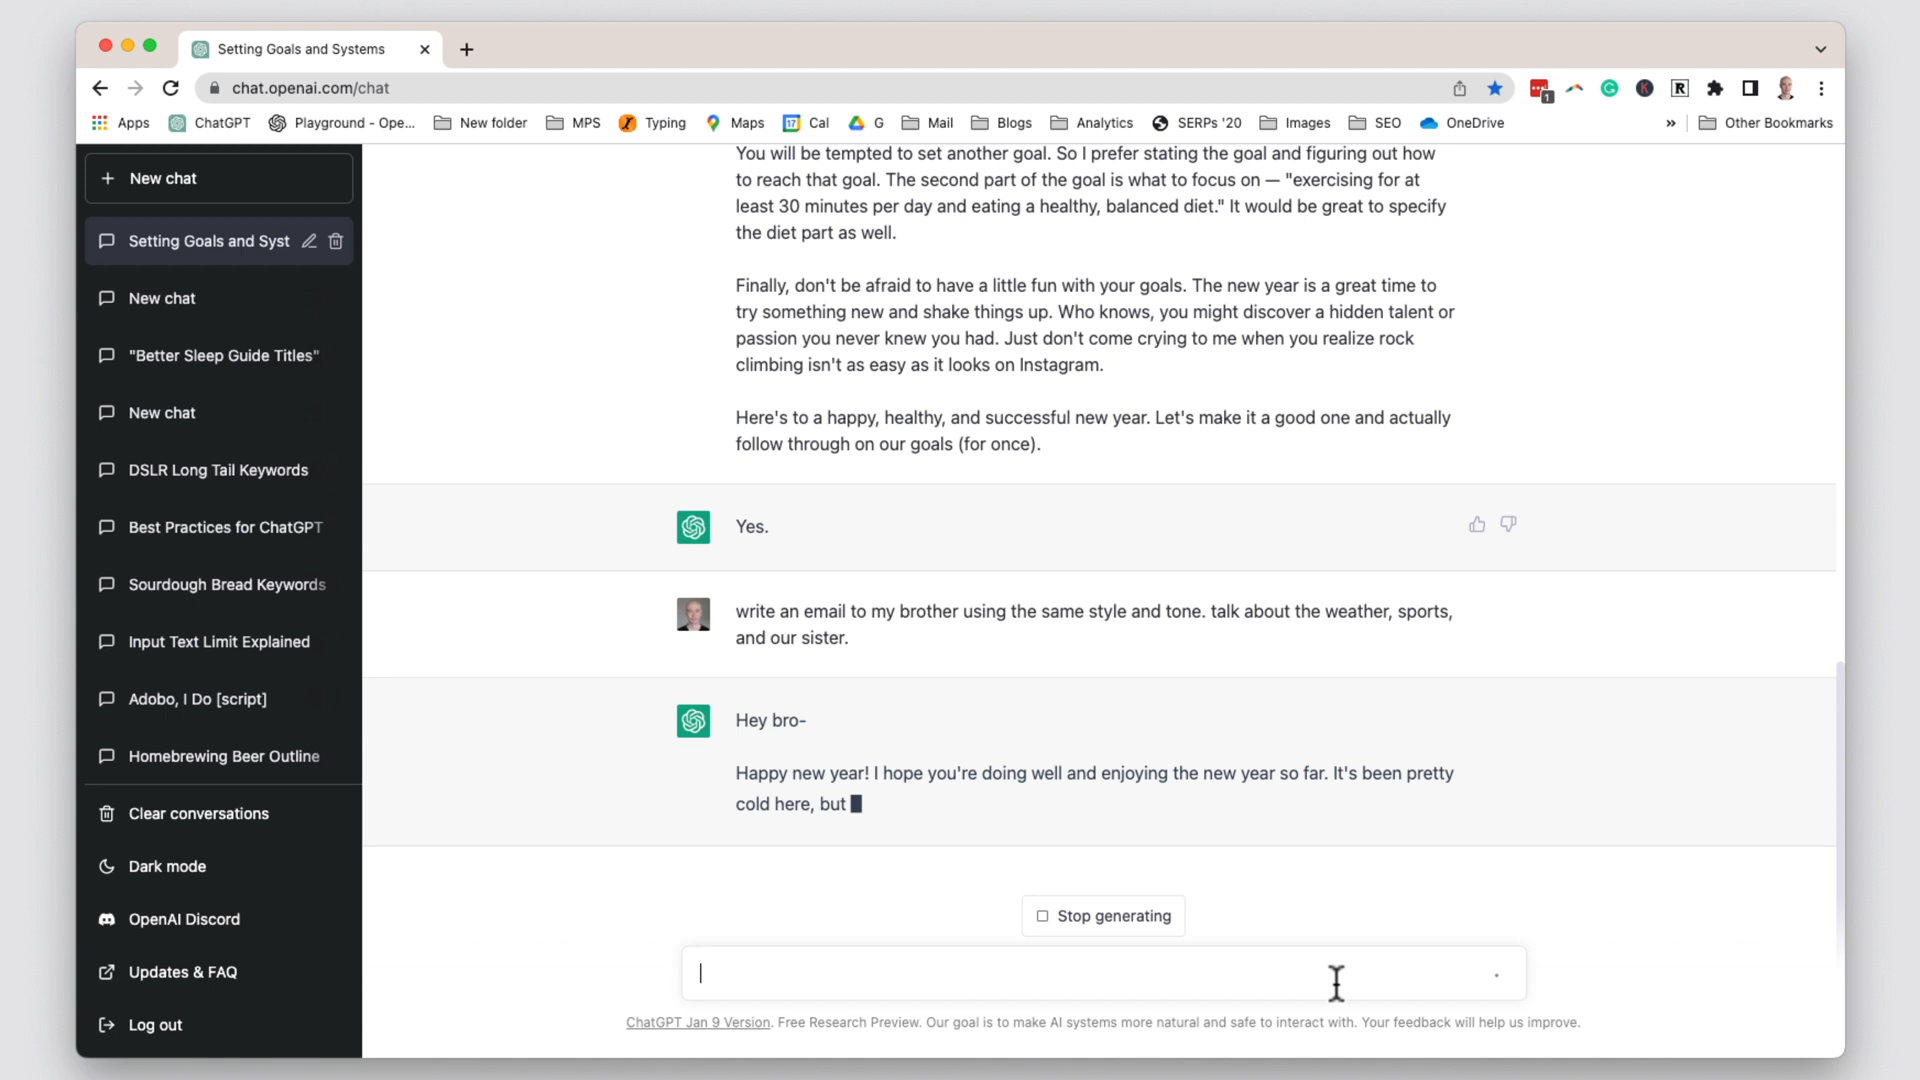 Setting Goals and Systems
chat.openai.com/chat
1
R
K
Apps
ChatGPT
Playground - Ope...
New folder
MPS
Typing
Maps
17
Cal
G
Mail
Blogs
Analytics
SERPs '20
Images
SEO
OneDrive
»
Other Bookmarks
+ New chat
Setting Goals and Syst
New chat
"Better Sleep Guide Titles"
New chat
DSLR Long Tail Keywords
Best Practices for ChatGPT
Sourdough Bread Keywords
Input Text Limit Explained
Adobo, I Do [script]
Homebrewing Beer Outline
Clear conversations
Dark mode
OpenAI Discord
Updates & FAQ
Log out
You will be tempted to set another goal. So I prefer stating the goal and figuring out how
to reach that goal. The second part of the goal is what to focus on — "exercising for at
least 30 minutes per day and eating a healthy, balanced diet." It would be great to specify
the diet part as well.
Finally, don't be afraid to have a little fun with your goals. The new year is a great time to
try something new and shake things up. Who knows, you might discover a hidden talent or
passion you never knew you had. Just don't come crying to me when you realize rock
climbing isn't as easy as it looks on Instagram.
Here's to a happy, healthy, and successful new year. Let's make it a good one and actually
follow through on our goals (for once).
Yes.
write an email to my brother using the same style and tone. talk about the weather, sports,
and our sister.
Hey bro-
Happy new year! I hope you're doing well and enjoying the new year so far. It's been pretty
cold here, but
Stop generating
ChatGPT Jan 9 Version. Free Research Preview. Our goal is to make AI systems more natural and safe to interact with. Your feedback will help us improve.